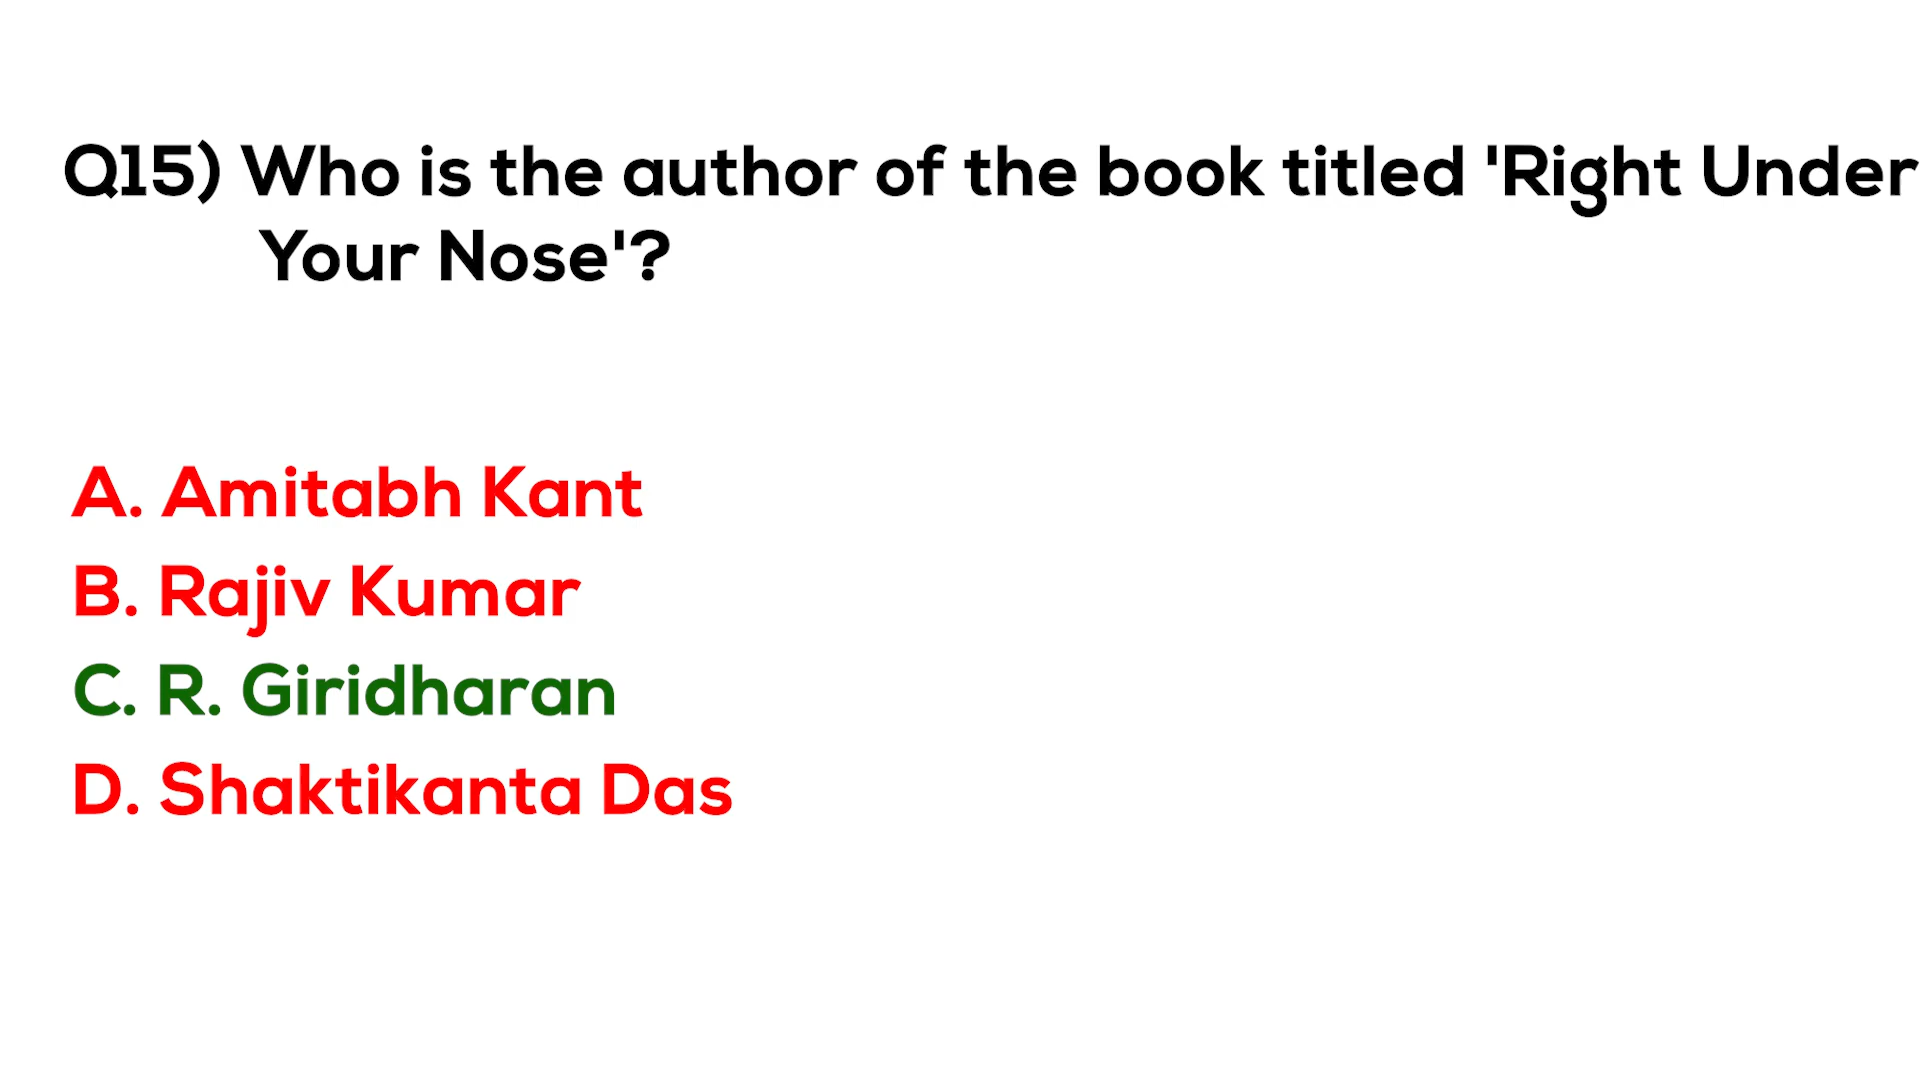 Q15) Who is the author of the book titled 'Right Under
Your Nose'?
A. Amitabh Kant
B. Rajiv Kumar
C. R. Giridharan
D. Shaktikanta Das